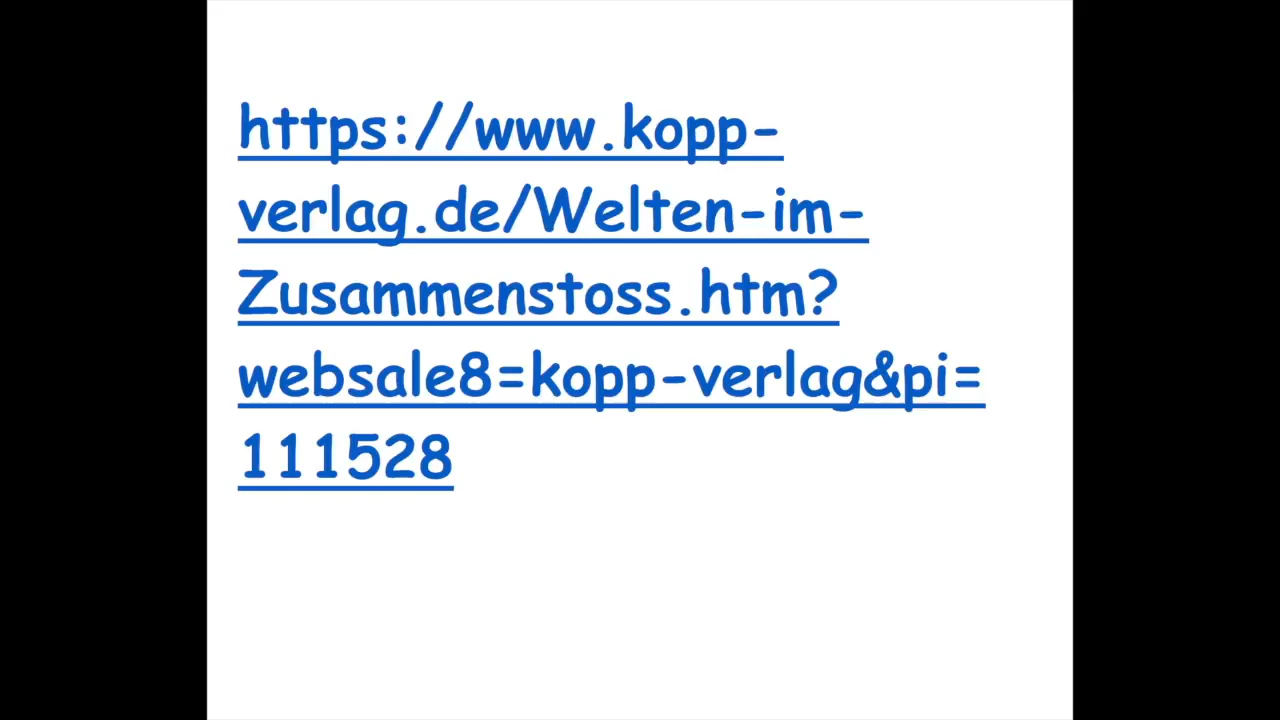 https://www.kopp-
verlag.de/Welten-im-
Zusammenstoss.htm?
websale8=kopp-verlag&pi=
111528